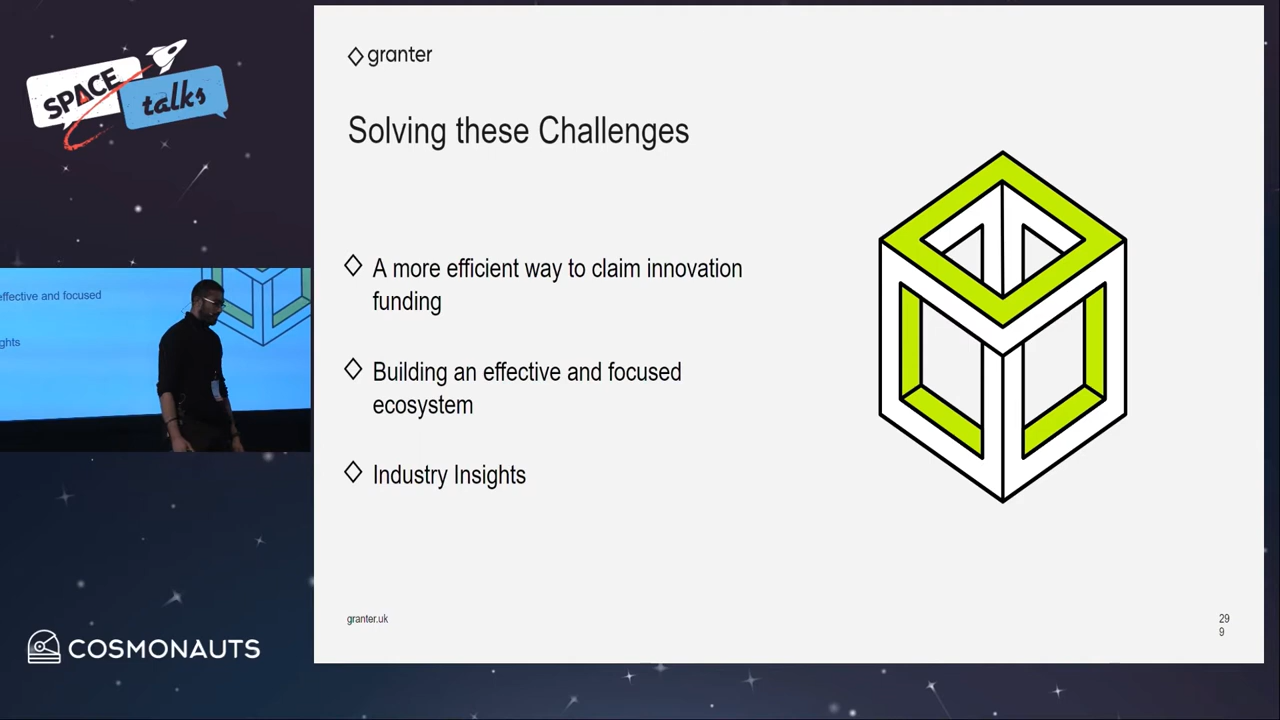 SPACE
talks
granter
Solving these Challenges
A more efficient way to claim innovation
funding
Building an effective and focused
ecosystem
Industry Insights
effective and focused
ghts
granter.uk
29
9
COSMONAUTS